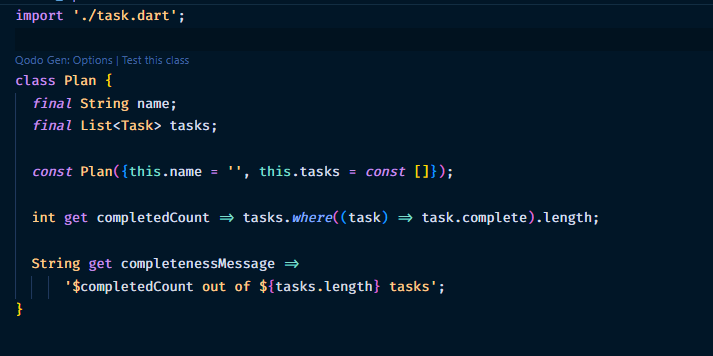 import './task.dart';
Qodo Gen: Options | Test this class
class Plan {
  final String name;
  final List<Task> tasks;
  const Plan({this.name = '', this.tasks = const []});
  int get completedCount => tasks.where((task) => task.complete).length;
  String get completenessMessage =>
      '$completedCount out of ${tasks.length} tasks';
}